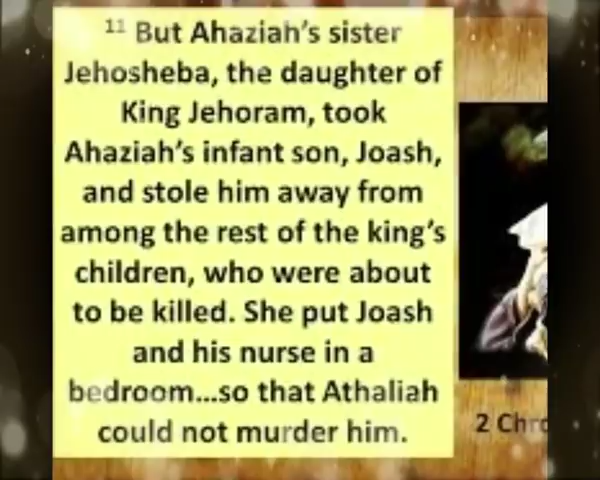 11 But Ahaziah's sister
Jehosheba, the daughter of
King Jehoram, took
Ahaziah's infant son, Joash,
and stole him away from
among the rest of the king's
children, who were about
to be killed. She put Joash
and his nurse in a
bedroom...so that Athaliah
could not murder him.
2 Chro